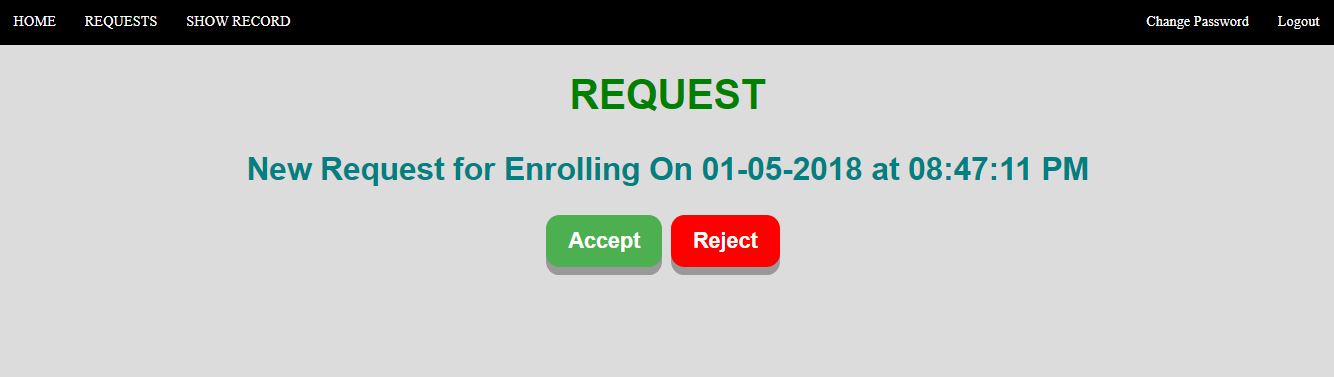 HOME REQUESTS SHOW RECORD Change Password Logout
REQUEST
New Request for Enrolling On 01-05-2018 at 08:47:11 PM
Accept Reject